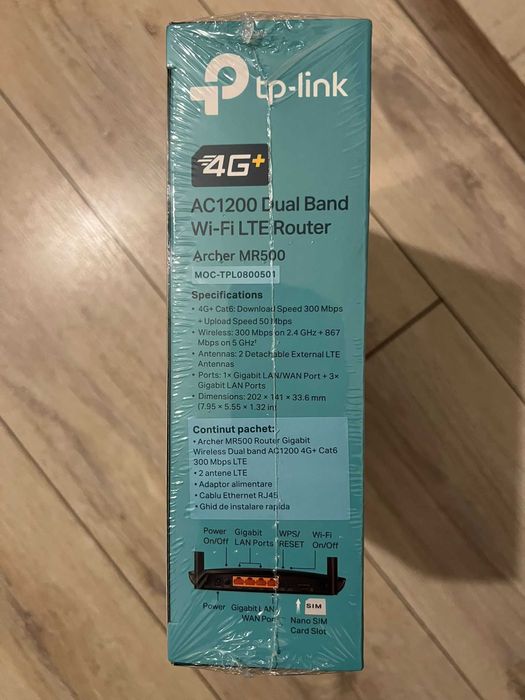 tp-link
4G+
AC1200 Dual Band
Wi-Fi LTE Router
Archer MR500
MOC-TPL0800501
Specifications
• 4G+ Cat6: Download Speed 300 Mbps
+ Upload Speed 50 Mbps
• Wireless: 300 Mbps on 2.4 GHz + 867
Mbps on 5 GHz†
• Antennas: 2 Detachable External LTE
Antennas
• Ports: 1× Gigabit LAN/WAN Port + 3×
Gigabit LAN Ports
• Dimensions: 202 × 141 × 33.6 mm
(7.95 × 5.55 × 1.32 in)
Continut pachet:
• Archer MR500 Router Gigabit
Wireless Dual band AC1200 4G+ Cat6
300 Mbps LTE
• 2 antene LTE
• Adaptor alimentare
• Cablu Ethernet RJ45
• Ghid de instalare rapida
Power On/Off
Gigabit LAN Ports
WPS/ RESET
Wi-Fi On/Off
Power
Gigabit LAN/ WAN Port
SIM
Nano SIM
Card Slot